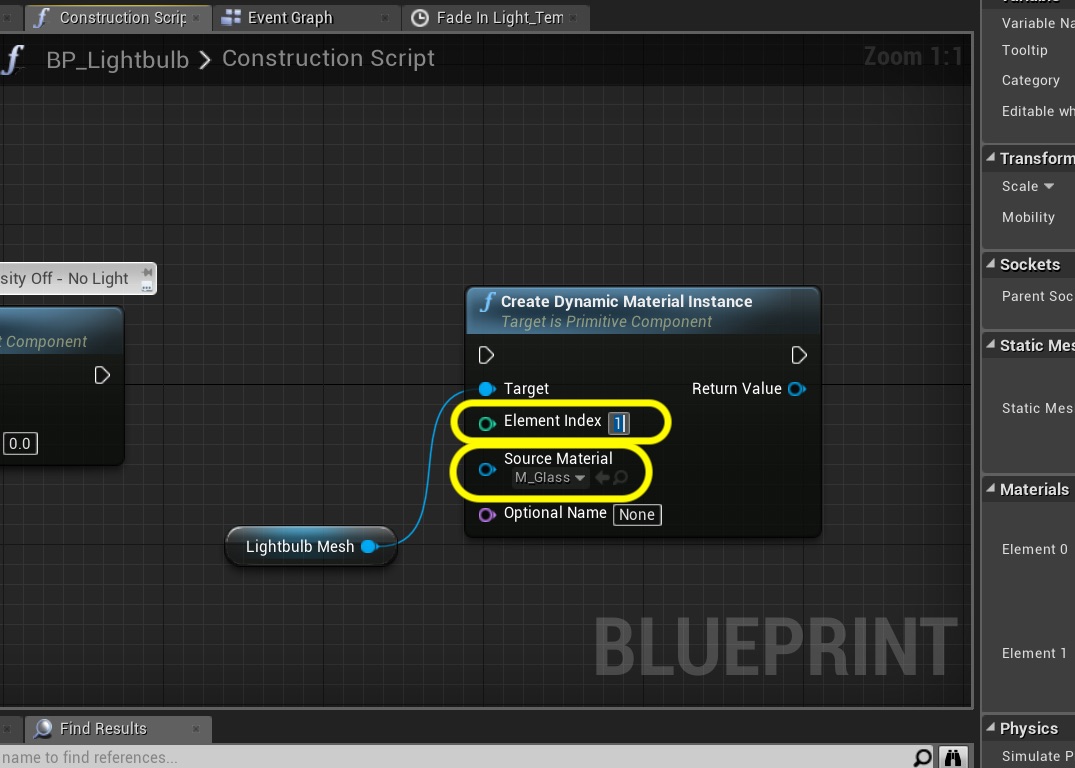 Construction Scrip
Event Graph
Fade In Light_Tem
BP_Lightbulb > Construction Script
Zoom 1:1
sity Off - No Light
t Component
0.0
Create Dynamic Material Instance
Target is Primitive Component
Target
Return Value
Element Index 1
Source Material
M_Glass
Optional Name None
Lightbulb Mesh
BLUEPRINT
Find Results
name to find references...
Variable Na
Tooltip
Category
Editable wh
Transform
Scale
Mobility
Sockets
Parent Soc
Static Mes
Static Mes
Materials
Element 0
Element 1
Physics
Simulate P